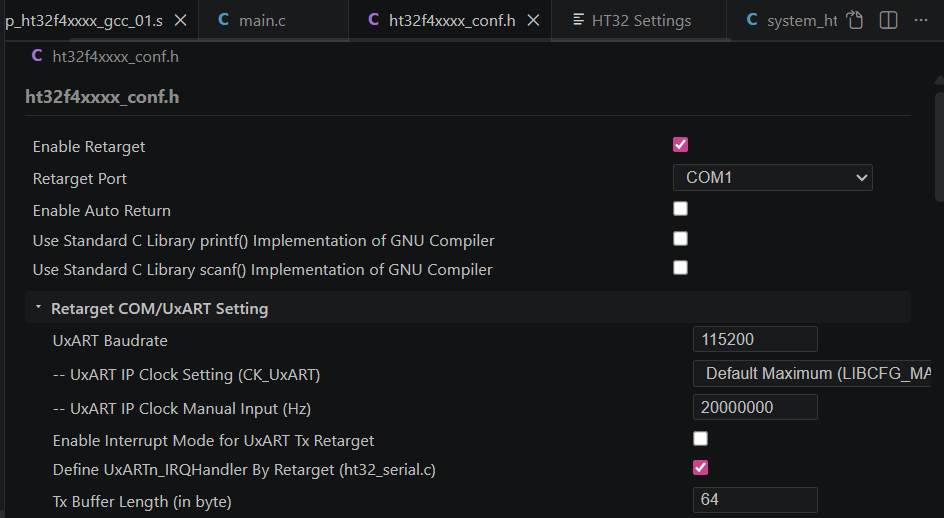 p_ht32f4xxxx_gcc_01.s
C main.c
C ht32f4xxxx_conf.h
HT32 Settings
C system_ht
C ht32f4xxxx_conf.h
ht32f4xxxx_conf.h
Enable Retarget
Retarget Port COM1
Enable Auto Return
Use Standard C Library printf() Implementation of GNU Compiler
Use Standard C Library scanf() Implementation of GNU Compiler
Retarget COM/UxART Setting
UxART Baudrate 115200
-- UxART IP Clock Setting (CK_UxART) Default Maximum (LIBCFG_MA
-- UxART IP Clock Manual Input (Hz) 20000000
Enable Interrupt Mode for UxART Tx Retarget
Define UxARTn_IRQHandler By Retarget (ht32_serial.c)
Tx Buffer Length (in byte) 64